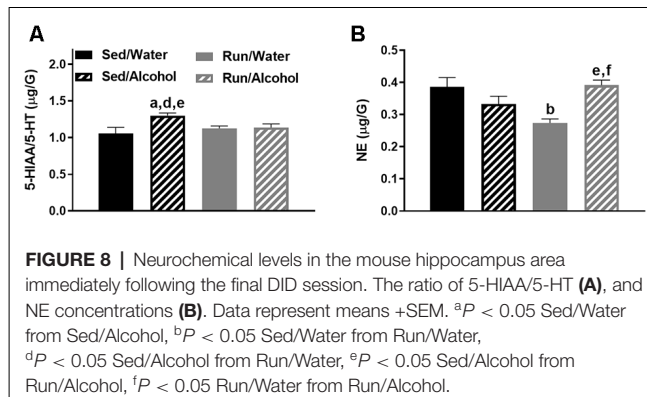 A
B
Sed/Water
Run/Water
Sed/Alcohol
Run/Alcohol
5-HIAA/5-HT (µg/G)
2.0
1.5
1.0
0.5
0.0
a,d,e
NE (µg/G)
0.5
0.4
0.3
0.2
0.1
0.0
b
e,f
FIGURE 8 | Neurochemical levels in the mouse hippocampus area
immediately following the final DID session. The ratio of 5-HIAA/5-HT (A), and
NE concentrations (B). Data represent means +SEM. ᵃP < 0.05 Sed/Water
from Sed/Alcohol, ᵇP < 0.05 Sed/Water from Run/Water,
ᵈP < 0.05 Sed/Alcohol from Run/Water, ᵉP < 0.05 Sed/Alcohol from
Run/Alcohol, ᶠP < 0.05 Run/Water from Run/Alcohol.